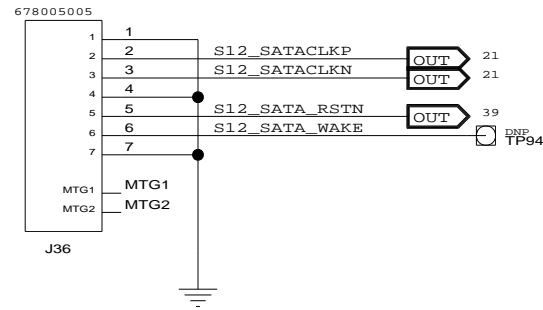 678005005
1 1
2 2 S12_SATACLKP OUT 21
3 3 S12_SATACLKN OUT 21
4 4
5 5 S12_SATA_RSTN OUT 39
6 6 S12_SATA_WAKE DNP
TP94
7 7
MTG1 MTG1
MTG2 MTG2
J36